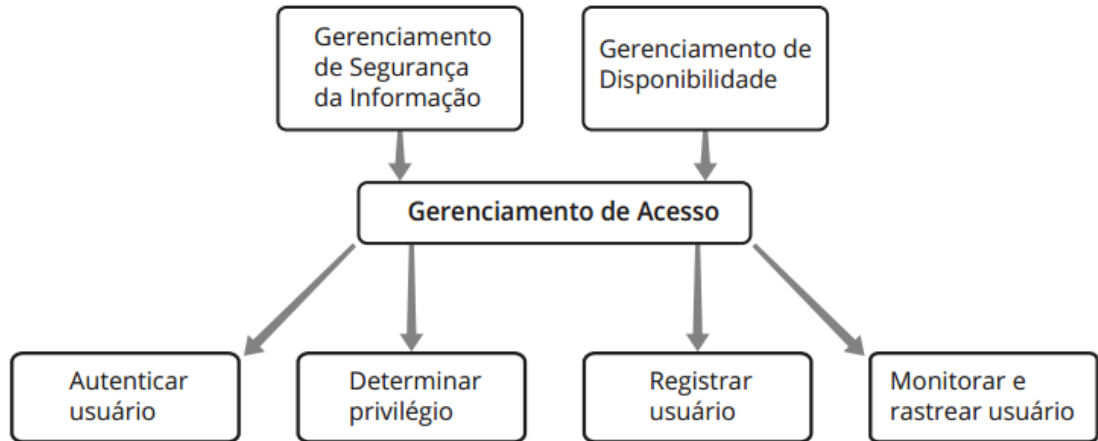 Gerenciamento
de Segurança
da Informação
Gerenciamento de
Disponibilidade
Gerenciamento de Acesso
Autenticar
usuário
Determinar
privilégio
Registrar
usuário
Monitorar e
rastrear usuário